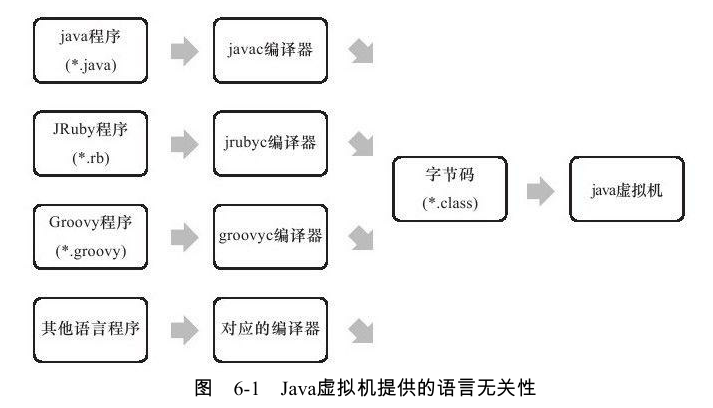 java程序
(*.java)
javac编译器
JRuby程序
(*.rb)
jrubyc编译器
Groovy程序
(*.groovy)
groovyc编译器
其他语言程序
对应的编译器
字节码
(*.class)
java虚拟机
图 6-1 Java虚拟机提供的语言无关性